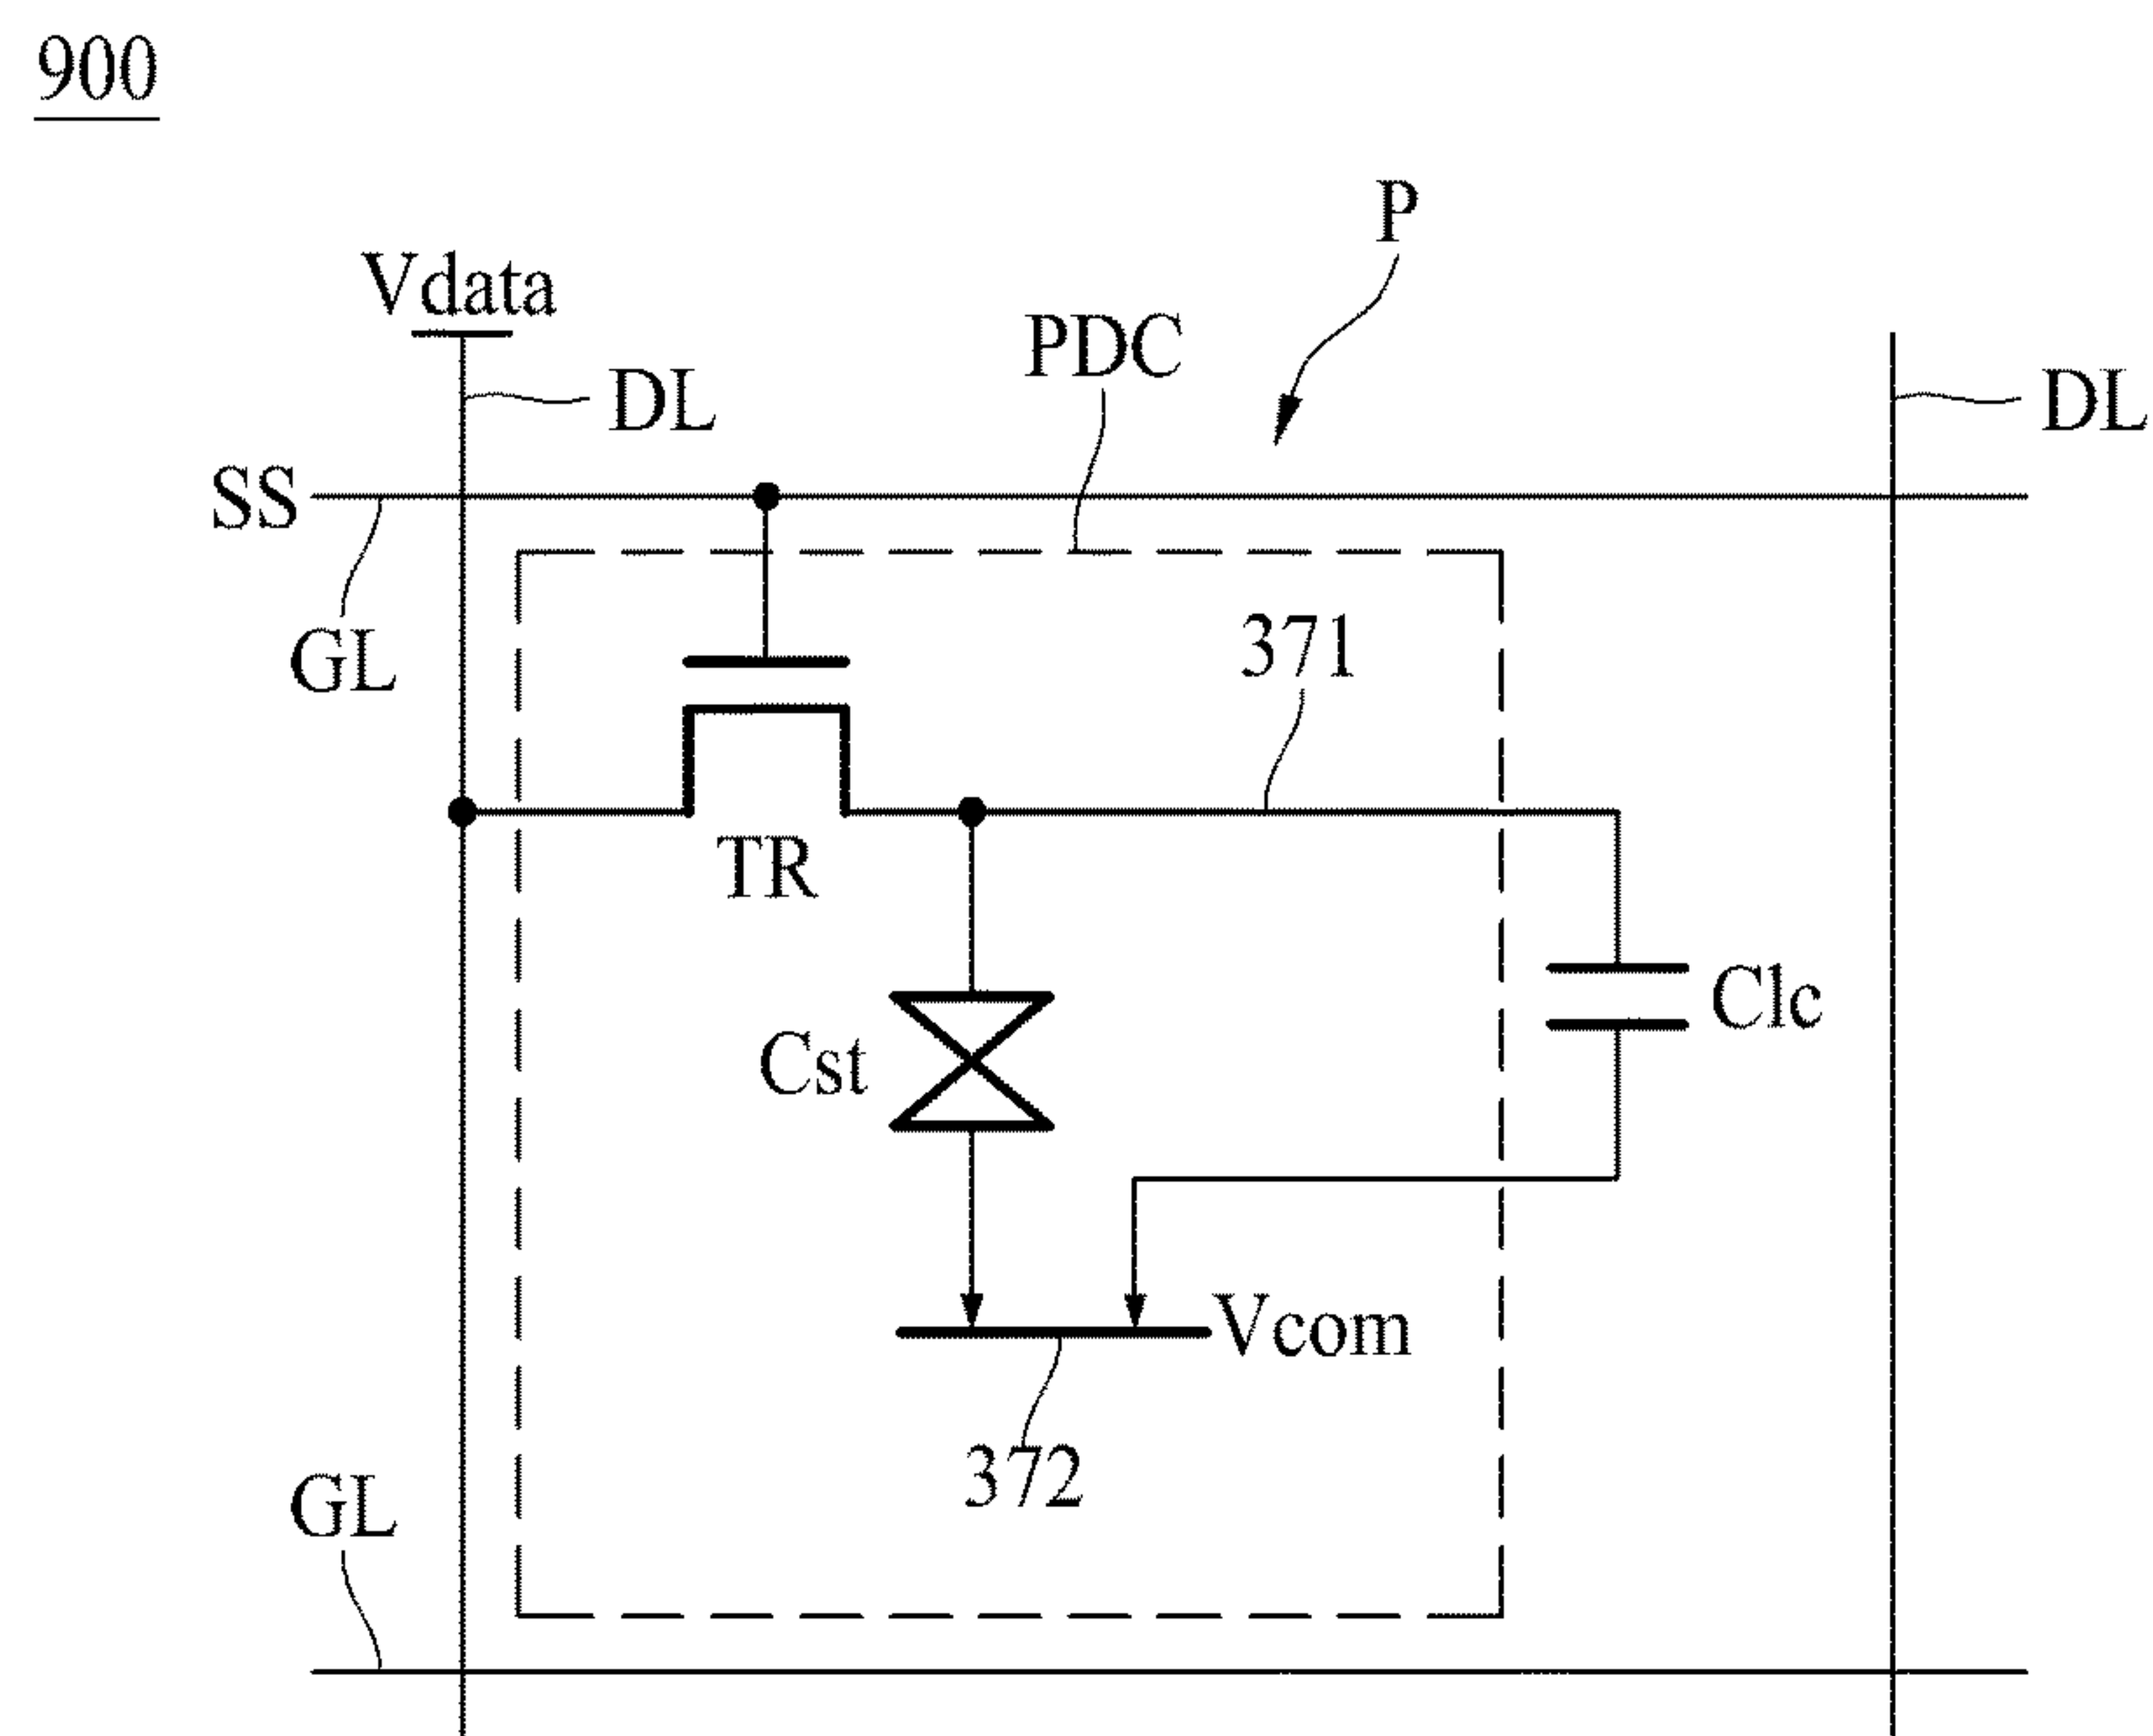 900
P
Vdata
PDC
DL
DL
SS
GL
371
TR
Clc
Cst
Vcom
372
GL